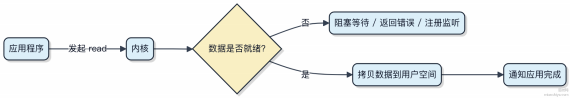 应用程序
发起 read
内核
数据是否就绪?
否
阻塞等待 / 返回错误 / 注册监听
是
拷贝数据到用户空间
通知应用完成